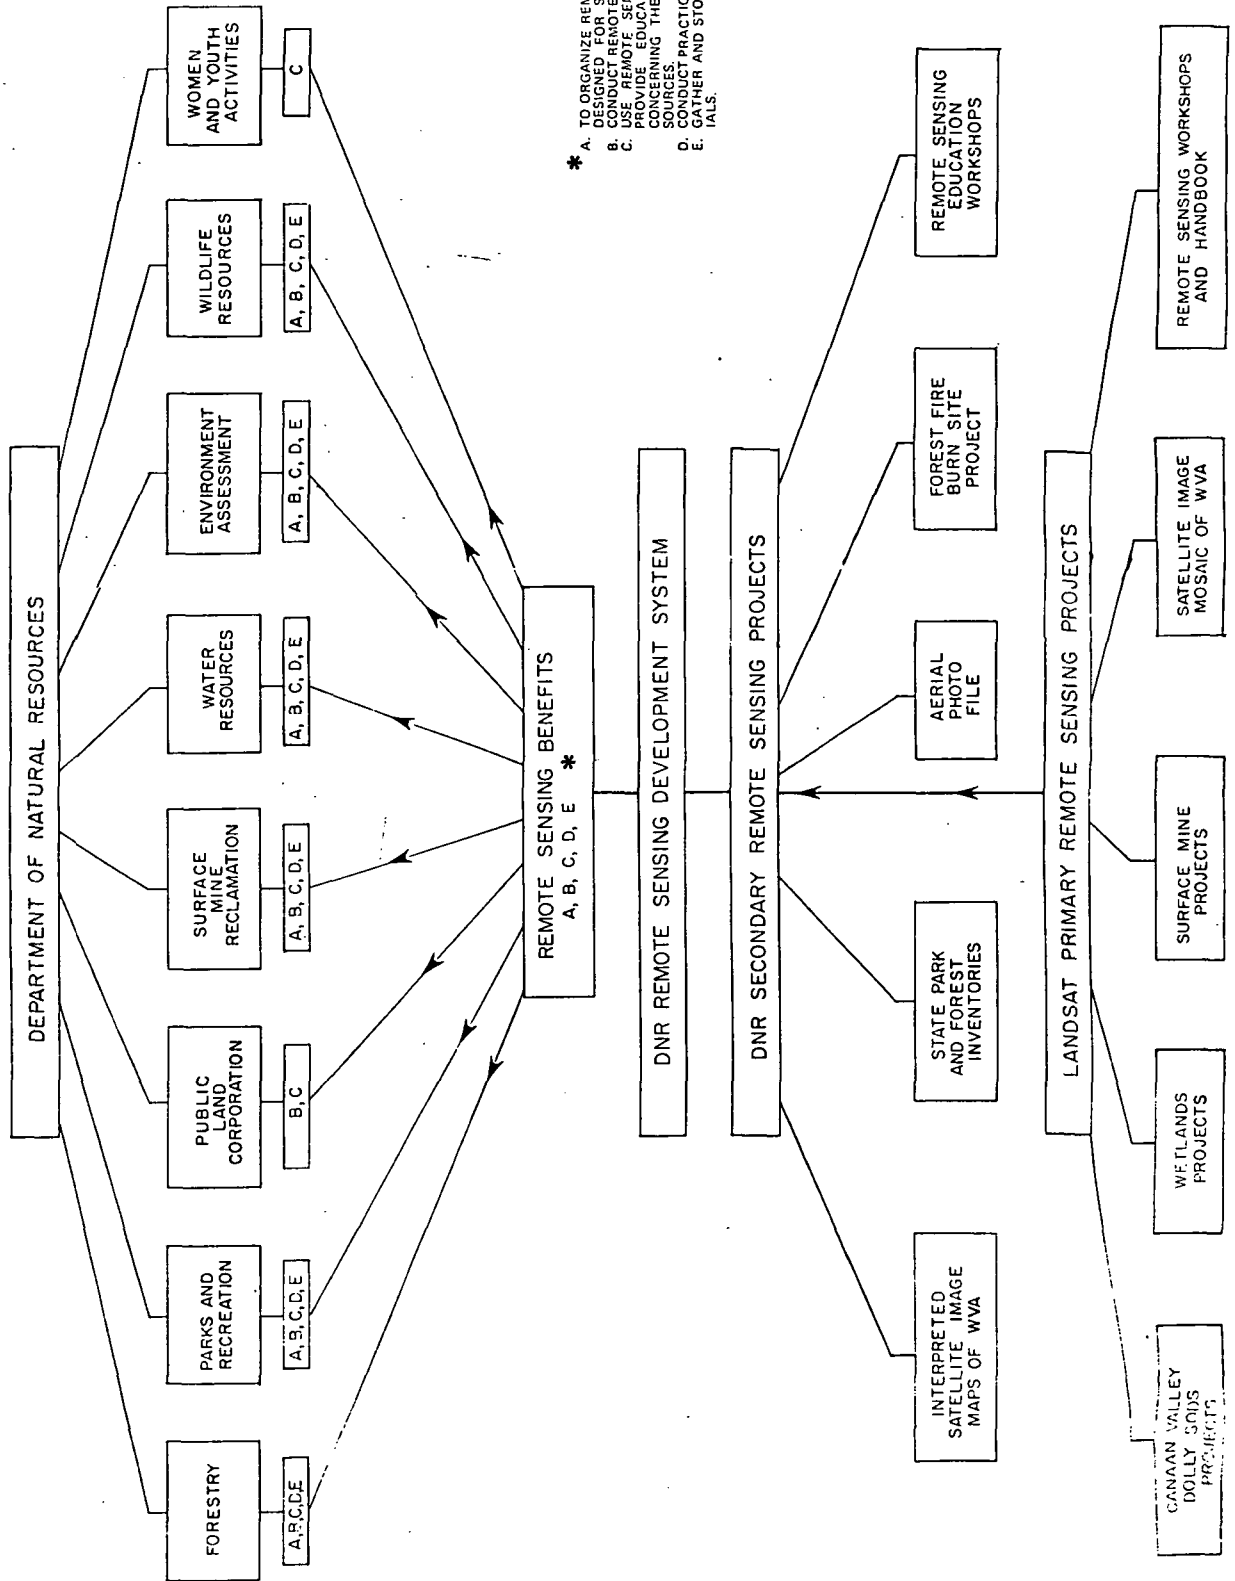 DEPARTMENT OF NATURAL RESOURCES
FORESTRY
PARKS AND
RECREATION
PUBLIC
LAND
CORPORATION
SURFACE
MINE
RECLAMATION
WATER
RESOURCES
ENVIRONMENT
ASSESSMENT
WILDLIFE
RESOURCES
WOMEN
AND YOUTH
ACTIVITIES
A,B,C,D,E
A,B,C,D,E
B,C
A, B, C, D, E
A, B, C, D, E
A, B, C, D, E
A, B, C, D, E
C
REMOTE SENSING BENEFITS
A, B, C, D, E *
*
A. TO ORGANIZE REM
DESIGNED FOR S
B. CONDUCT REMOTE
C. USE REMOTE SE
PROVIDE EDUCA
CONCERNING THE
SOURCES.
D. CONDUCT PRACTIC
E. GATHER AND STO
IALS.
DNR REMOTE SENSING DEVELOPMENT SYSTEM
DNR SECONDARY REMOTE SENSING PROJECTS
INTERPRETED
SATELLITE IMAGE
MAPS OF WVA
STATE PARK
AND FOREST
INVENTORIES
AERIAL
PHOTO
FILE
FOREST FIRE
BURN SITE
PROJECT
REMOTE SENSING
EDUCATION
WORKSHOPS
LANDSAT PRIMARY REMOTE SENSING PROJECTS
CANAAN VALLEY
DOLLY SODS
PROJECTS
WETLANDS
PROJECTS
SURFACE MINE
PROJECTS
SATELLITE IMAGE
MOSAIC OF WVA
REMOTE SENSING WORKSHOPS
AND HANDBOOK